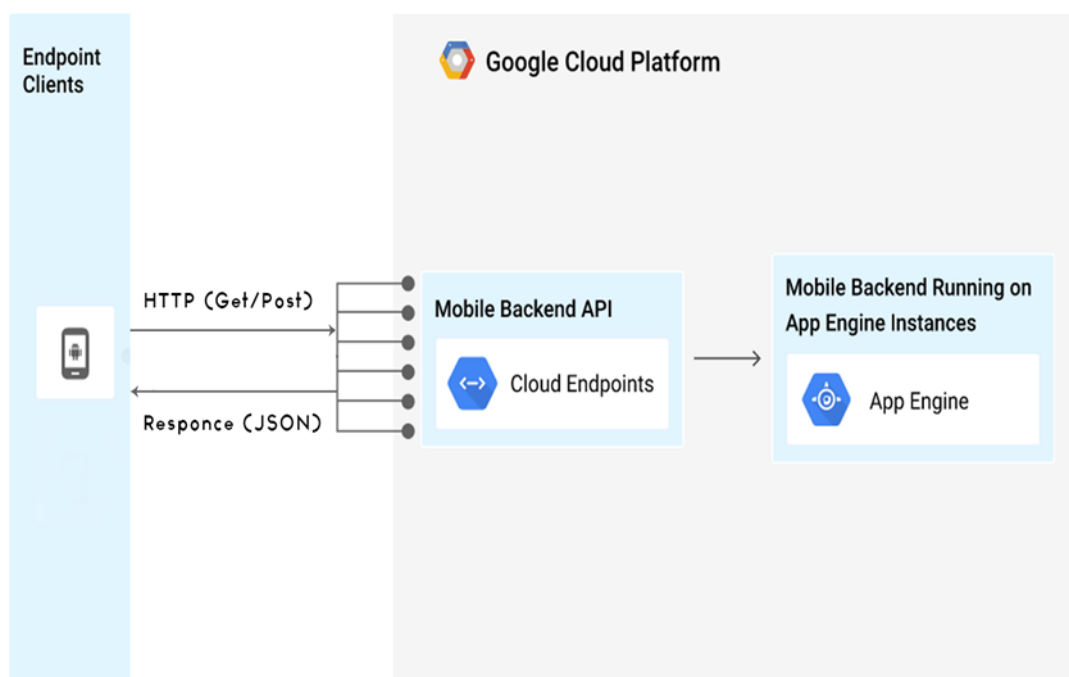 Endpoint
Clients
Google Cloud Platform
HTTP (Get/Post)
Responce (JSON)
Mobile Backend API
Cloud Endpoints
Mobile Backend Running on
App Engine Instances
App Engine